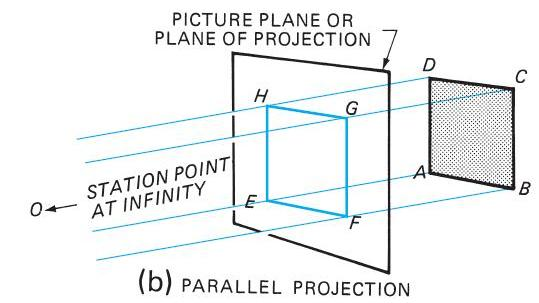 PICTURE PLANE OR
PLANE OF PROJECTION
D
C
H
G
STATION POINT
AT INFINITY
A
B
O
E
F
(b) PARALLEL PROJECTION